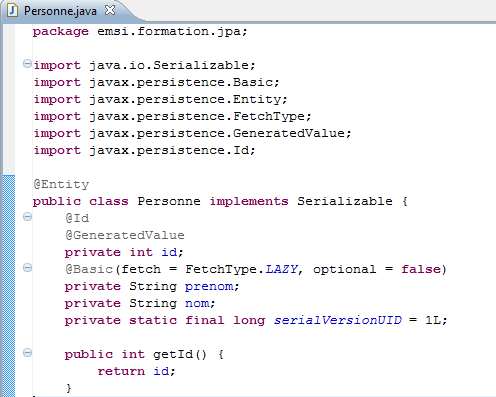 Personne.java
package emsi.formation.jpa;
import java.io.Serializable;
import javax.persistence.Basic;
import javax.persistence.Entity;
import javax.persistence.FetchType;
import javax.persistence.GeneratedValue;
import javax.persistence.Id;
@Entity
public class Personne implements Serializable {
@Id
@GeneratedValue
private int id;
@Basic(fetch = FetchType.LAZY, optional = false)
private String prenom;
private String nom;
private static final long serialVersionUID = 1L;
public int getId() {
return id;
}